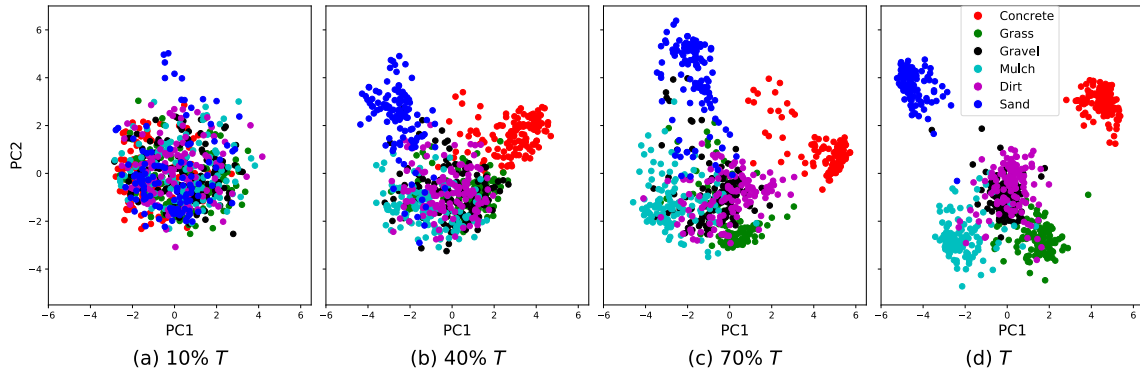 Concrete
Grass
Gravel
Mulch
Dirt
Sand
PC2
6
4
2
0
−2
−4
−6 −4 −2 0 2 4 6
−6 −4 −2 0 2 4 6
−6 −4 −2 0 2 4 6
−6 −4 −2 0 2 4 6
PC1 PC1 PC1 PC1
(a) 10% T (b) 40% T (c) 70% T (d) T